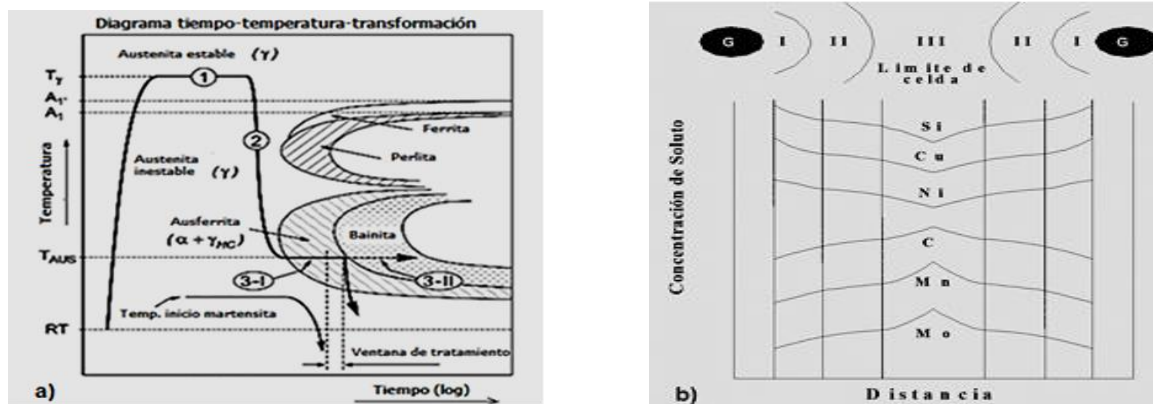 Diagrama tiempo-temperatura-transformación
Austenita estable (γ)
Tγ
1
A1'
A1
2
Ferrita
Perlita
Austenita
inestable (γ)
Temperatura
Ausferrita
(α + γHC)
Bainita
TAUS
3-I
3-II
Temp. inicio martensita
RT
Ventana de tratamiento
a)
Tiempo (log)
G I II III II I G
Límite de
celda
Si
Cu
Ni
C
Mn
Mo
Concentración de Soluto
b)
Distancia